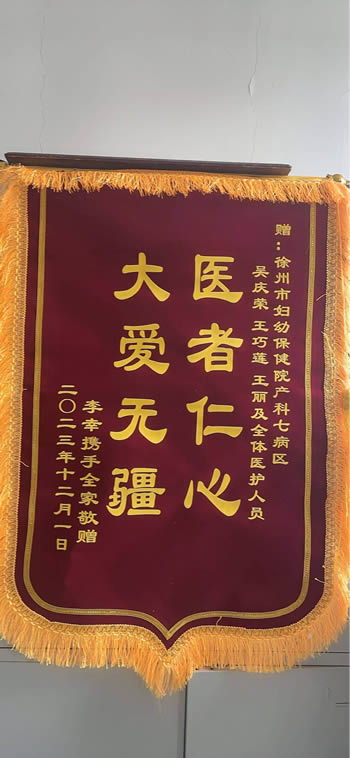 赠：徐州市妇幼保健院产科七病区
吴庆荣 王巧莲 王丽及全体医护人员
医者仁心
大爱无疆
李幸携手全家敬赠
二〇二三年十二月一日